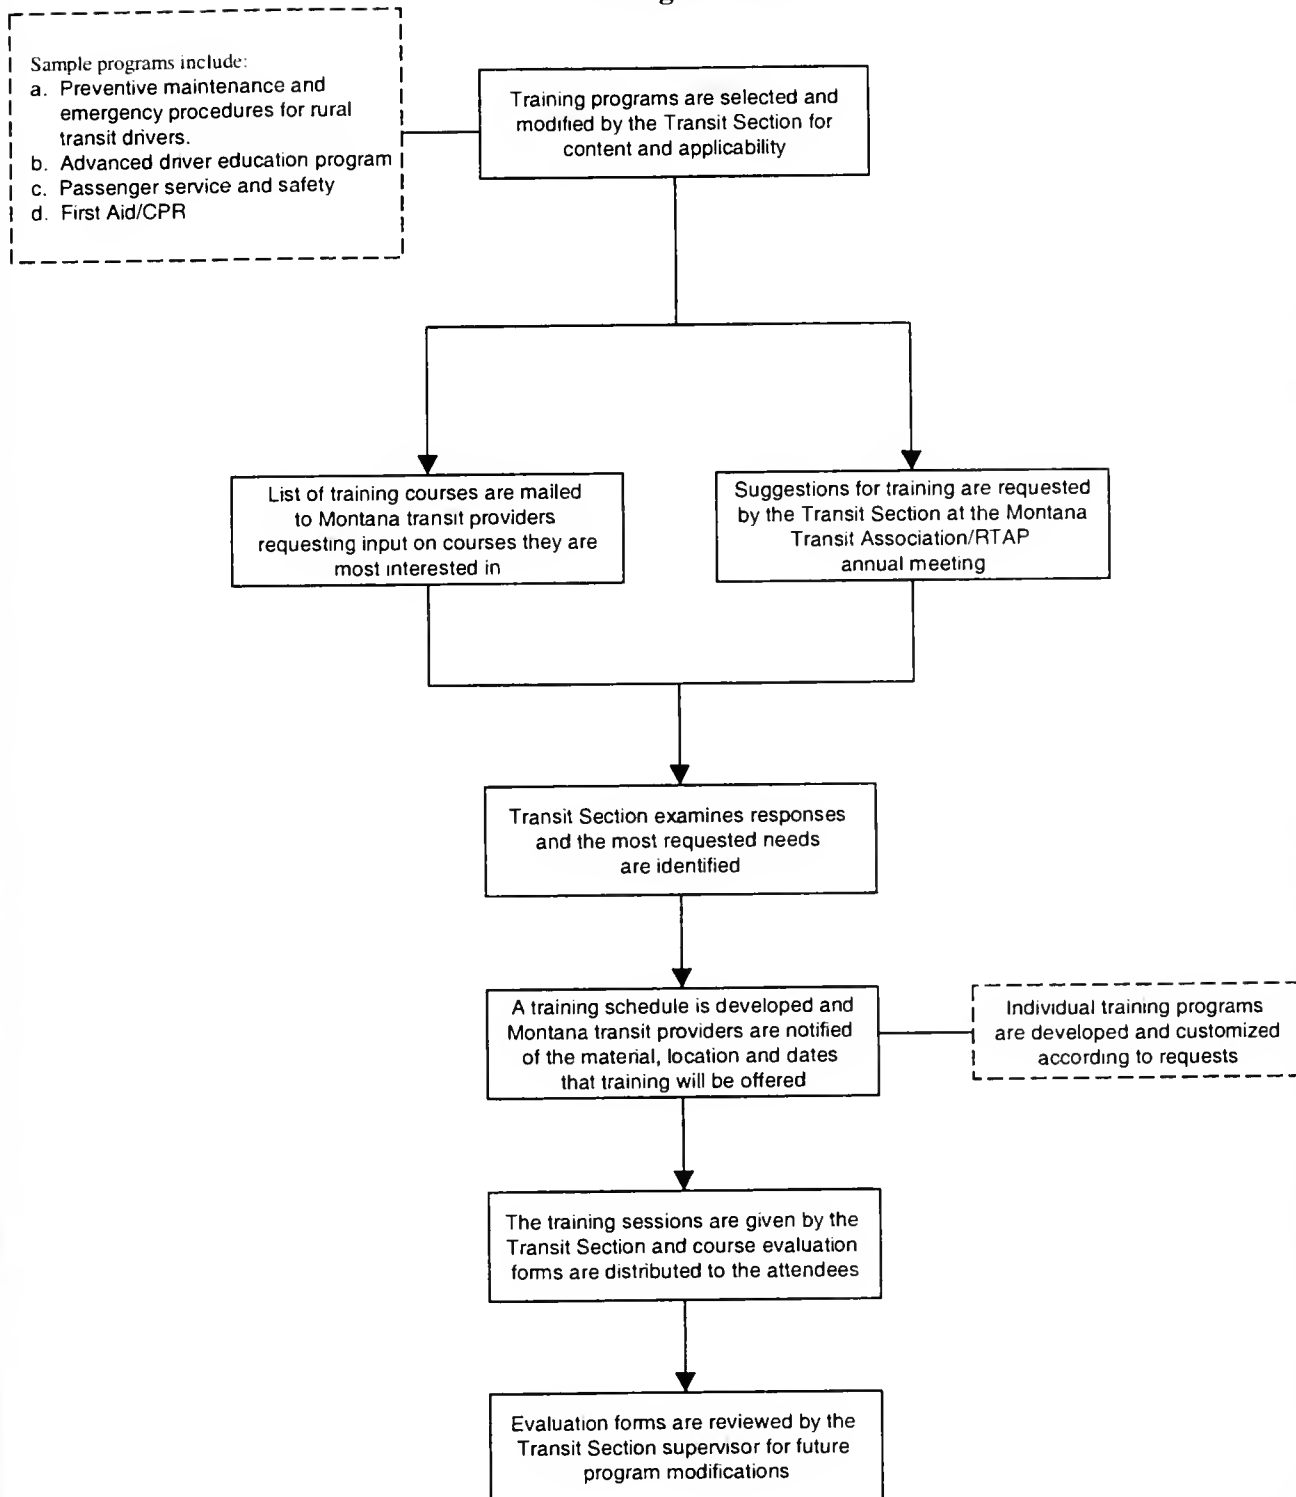 Sample programs include:
a. Preventive maintenance and
emergency procedures for rural
transit drivers.
b. Advanced driver education program
c. Passenger service and safety
d. First Aid/CPR
Training programs are selected and
modified by the Transit Section for
content and applicability
List of training courses are mailed
to Montana transit providers
requesting input on courses they are
most interested in
Suggestions for training are requested
by the Transit Section at the Montana
Transit Association/RTAP
annual meeting
Transit Section examines responses
and the most requested needs
are identified
A training schedule is developed and
Montana transit providers are notified
of the material, location and dates
that training will be offered
Individual training programs
are developed and customized
according to requests
The training sessions are given by the
Transit Section and course evaluation
forms are distributed to the attendees
Evaluation forms are reviewed by the
Transit Section supervisor for future
program modifications